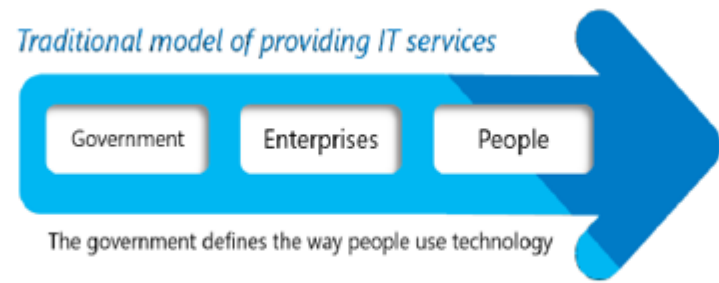 Traditional model of providing IT services
Government
Enterprises
People
The government defines the way people use technology